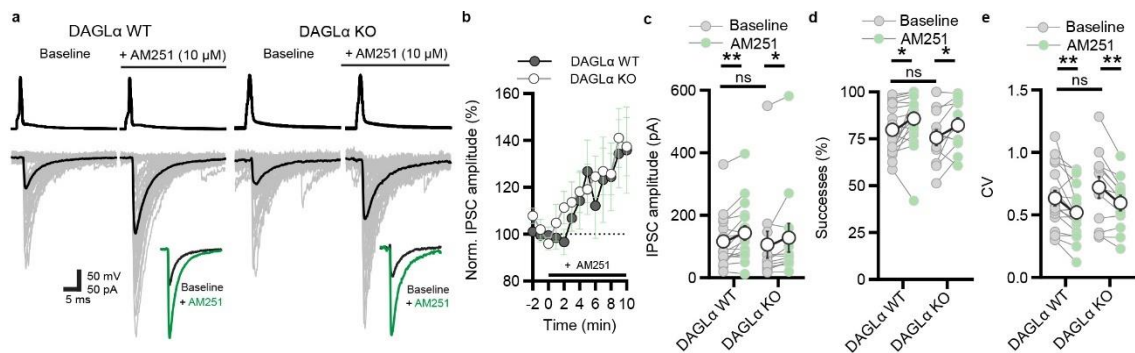 a
DAGLα WT
DAGLα KO
Baseline
+ AM251 (10 μM)
Baseline
+ AM251 (10 μM)
50 mV
50 pA
5 ms
Baseline
+ AM251
Baseline
+ AM251
b
DAGLα WT
DAGLα KO
Norm. IPSC amplitude (%)
160
140
120
100
80
+ AM251
-2 0 2 4 6 8 10
Time (min)
c
Baseline
AM251
** *
ns
IPSC amplitude (pA)
600
400
200
0
DAGLα WT
DAGLα KO
d
Baseline
AM251
* *
ns
Successes (%)
100
75
50
25
0
DAGLα WT
DAGLα KO
e
Baseline
AM251
** **
ns
CV
1.5
1.0
0.5
0.0
DAGLα WT
DAGLα KO